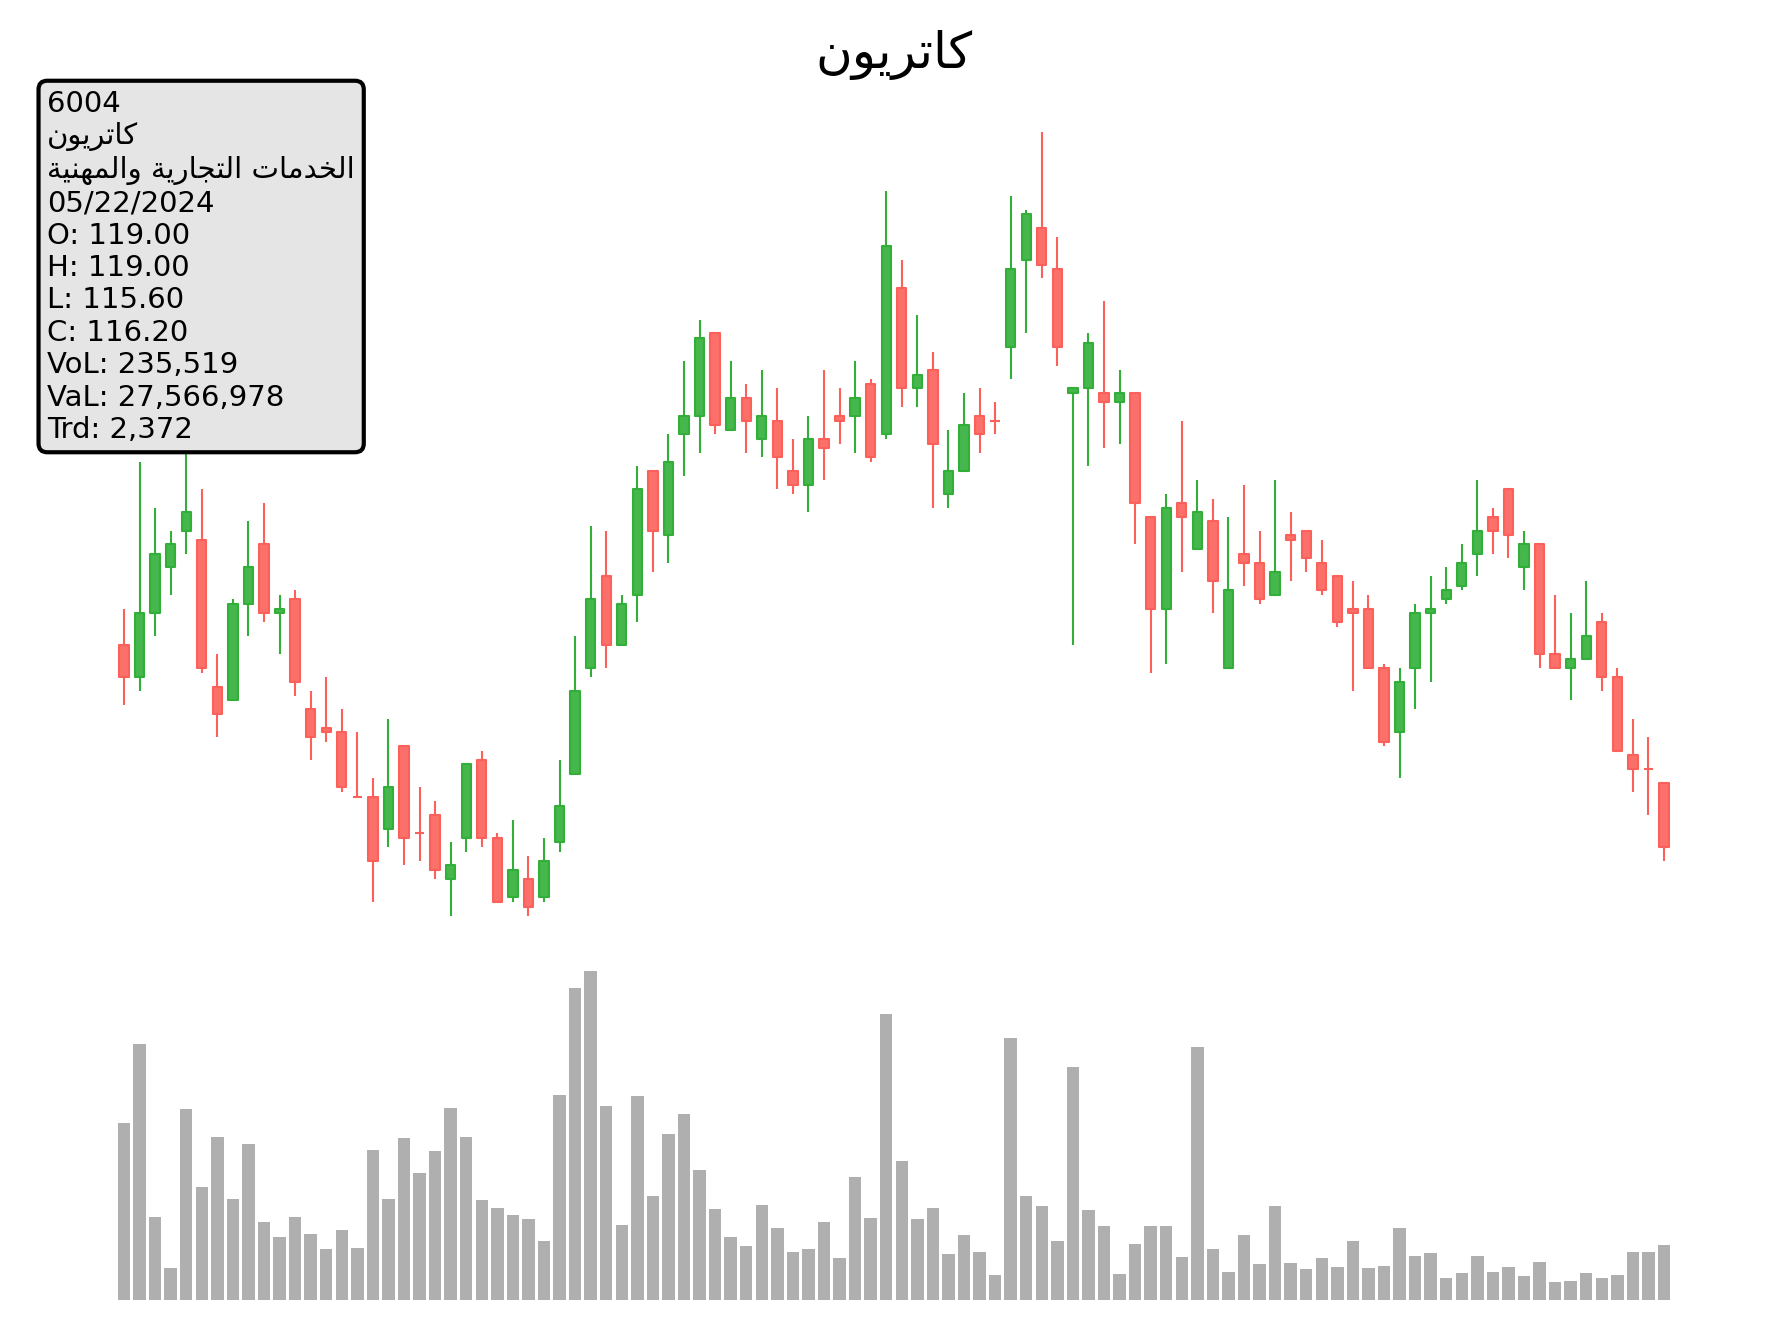 كاتريون
6004
كاتريون
الخدمات التجارية والمهنية
05/22/2024
O: 119.00
H: 119.00
L: 115.60
C: 116.20
VoL: 235,519
VaL: 27,566,978
Trd: 2,372